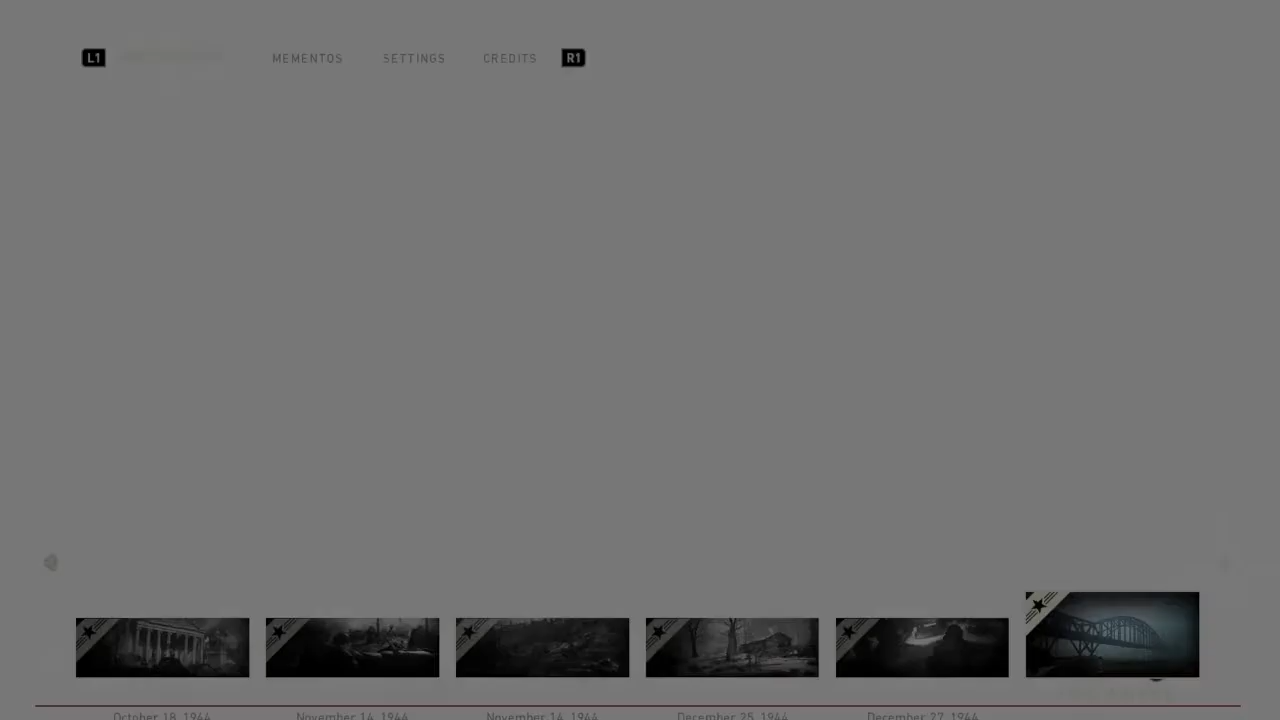 L1 MEMENTOS SETTINGS CREDITS R1
October 18, 1944 November 14, 1944 November 14, 1944 December 25, 1944 December 27, 1944